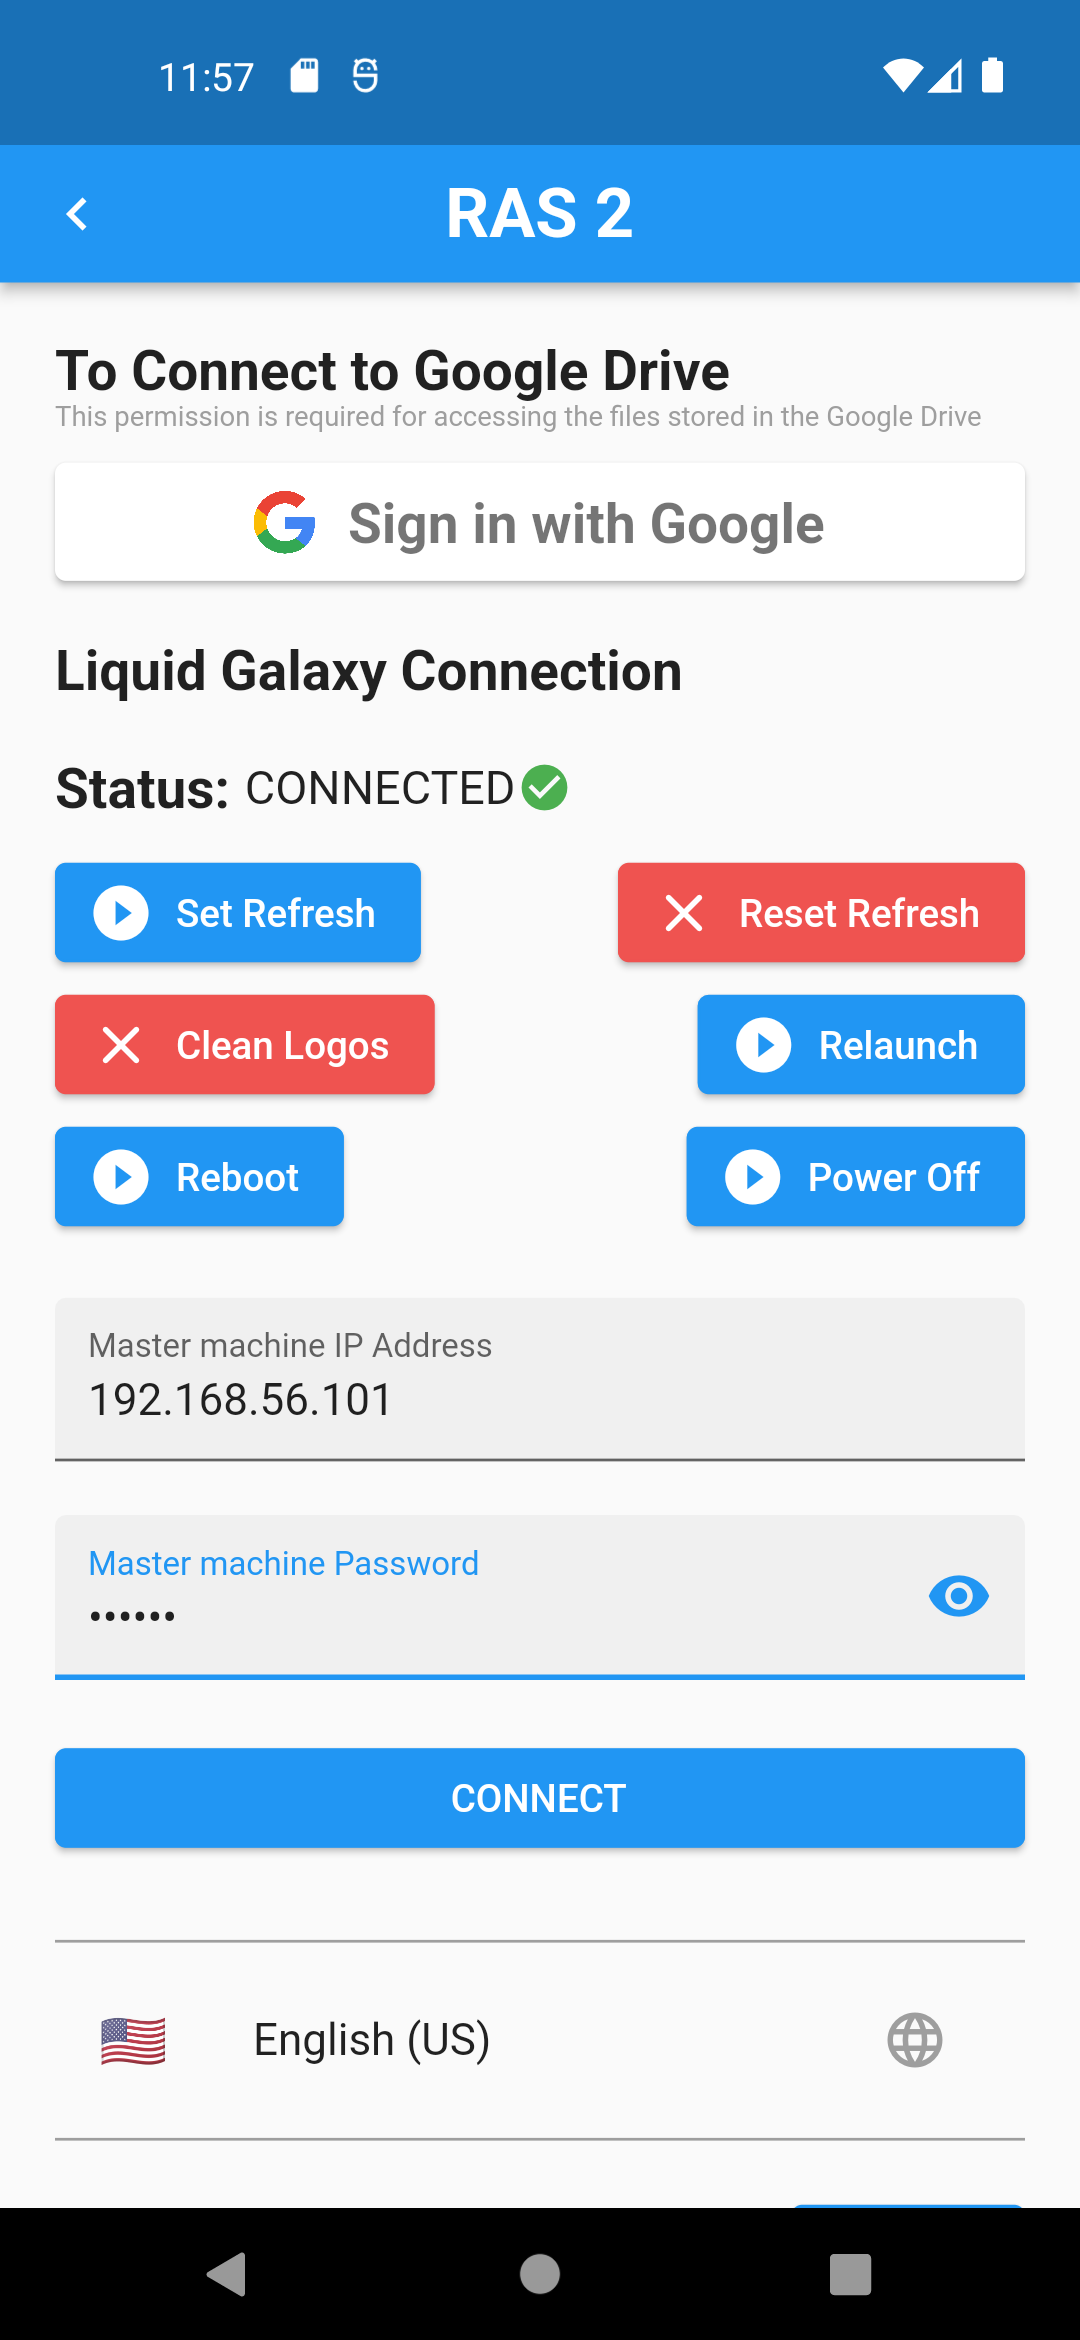 11:57
RAS 2
To Connect to Google Drive
This permission is required for accessing the files stored in the Google Drive
Sign in with Google
Liquid Galaxy Connection
Status: CONNECTED
Set Refresh
Reset Refresh
Clean Logos
Relaunch
Reboot
Power Off
Master machine IP Address
192.168.56.101
Master machine Password
••••••
CONNECT
English (US)